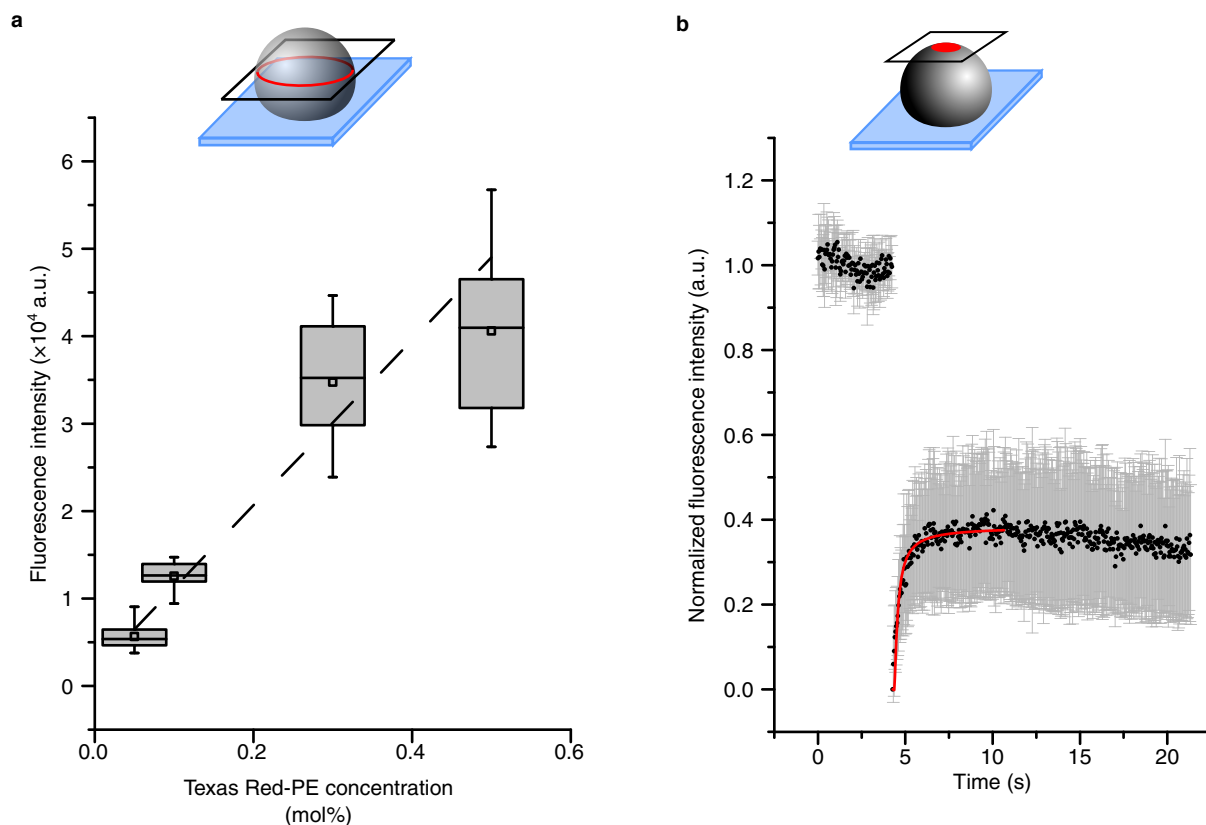 a
Fluorescence intensity (×10⁴ a.u.)
6
5
4
3
2
1
0
0.0 0.2 0.4 0.6
Texas Red-PE concentration
(mol%)
b
Normalized fluorescence intensity (a.u.)
1.2
1.0
0.8
0.6
0.4
0.2
0.0
0 5 10 15 20
Time (s)